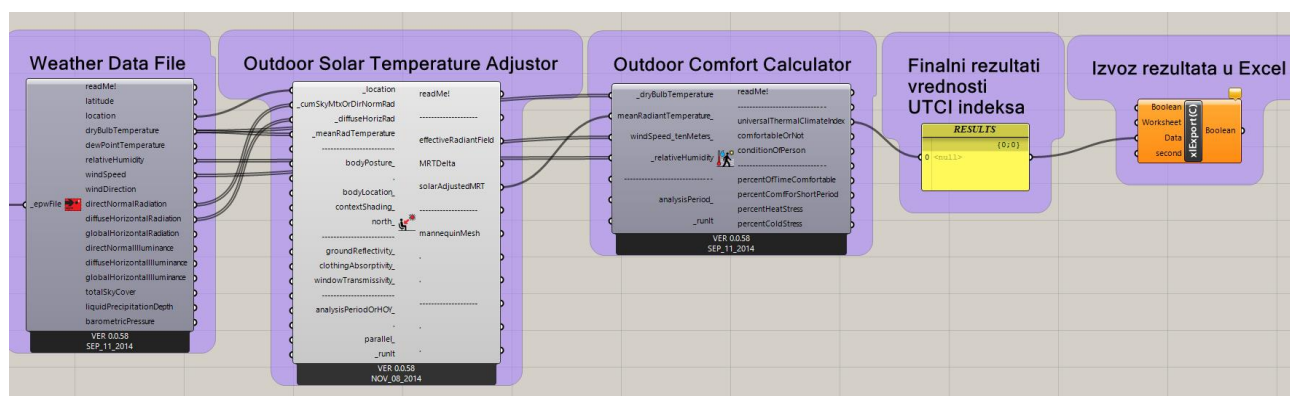 Weather Data File
readMe!
latitude
location
dryBulbTemperature
dewPointTemperature
relativeHumidity
windSpeed
windDirection
_epwFile
directNormalRadiation
diffuseHorizontalRadiation
globalHorizontalRadiation
directNormalIlluminance
diffuseHorizontalIlluminance
globalHorizontalIlluminance
totalSkyCover
liquidPrecipitationDepth
barometricPressure
VER 0.0.58
SEP_11_2014
Outdoor Solar Temperature Adjustor
_location
_cumSkyMtxOrDirNormRad
_diffuseHorizRad
_meanRadTemperature
------------------------
bodyPosture_
.
bodyLocation_
contextShading_
north_
------------------------
groundReflectivity_
clothingAbsorptivity_
windowTransmissivity_
------------------------
analysisPeriodOrHOY_
.
parallel_
_runIt
readMe!
--------------------
effectiveRadiantField
MRTDelta
solarAdjustedMRT
--------------------
mannequinMesh
.
.
--------------------
.
.
VER 0.0.58
NOV_08_2014
Outdoor Comfort Calculator
_dryBulbTemperature
meanRadiantTemperature_
windSpeed_tenMeters_
_relativeHumidity
------------------------
analysisPeriod_
_runIt
readMe!
------------------------
universalThermalClimateIndex
comfortableOrNot
conditionOfPerson
------------------------
percentOfTimeComfortable
percentComfForShortPeriod
percentHeatStress
percentColdStress
VER 0.0.58
SEP_11_2014
Finalni rezultati
vrednosti
UTCI indeksa
RESULTS
{0;0}
0 <null>
Izvoz rezultata u Excel
Boolean
Worksheet
Data
second
xlExport(C)
Boolean